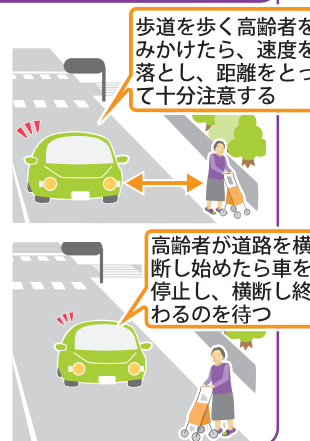 歩道を歩く高齢者を
みかけたら、速度を
落とし、距離をとっ
て十分注意する
高齢者が道路を横
断し始めたら車を
停止し、横断し終
わるのを待つ